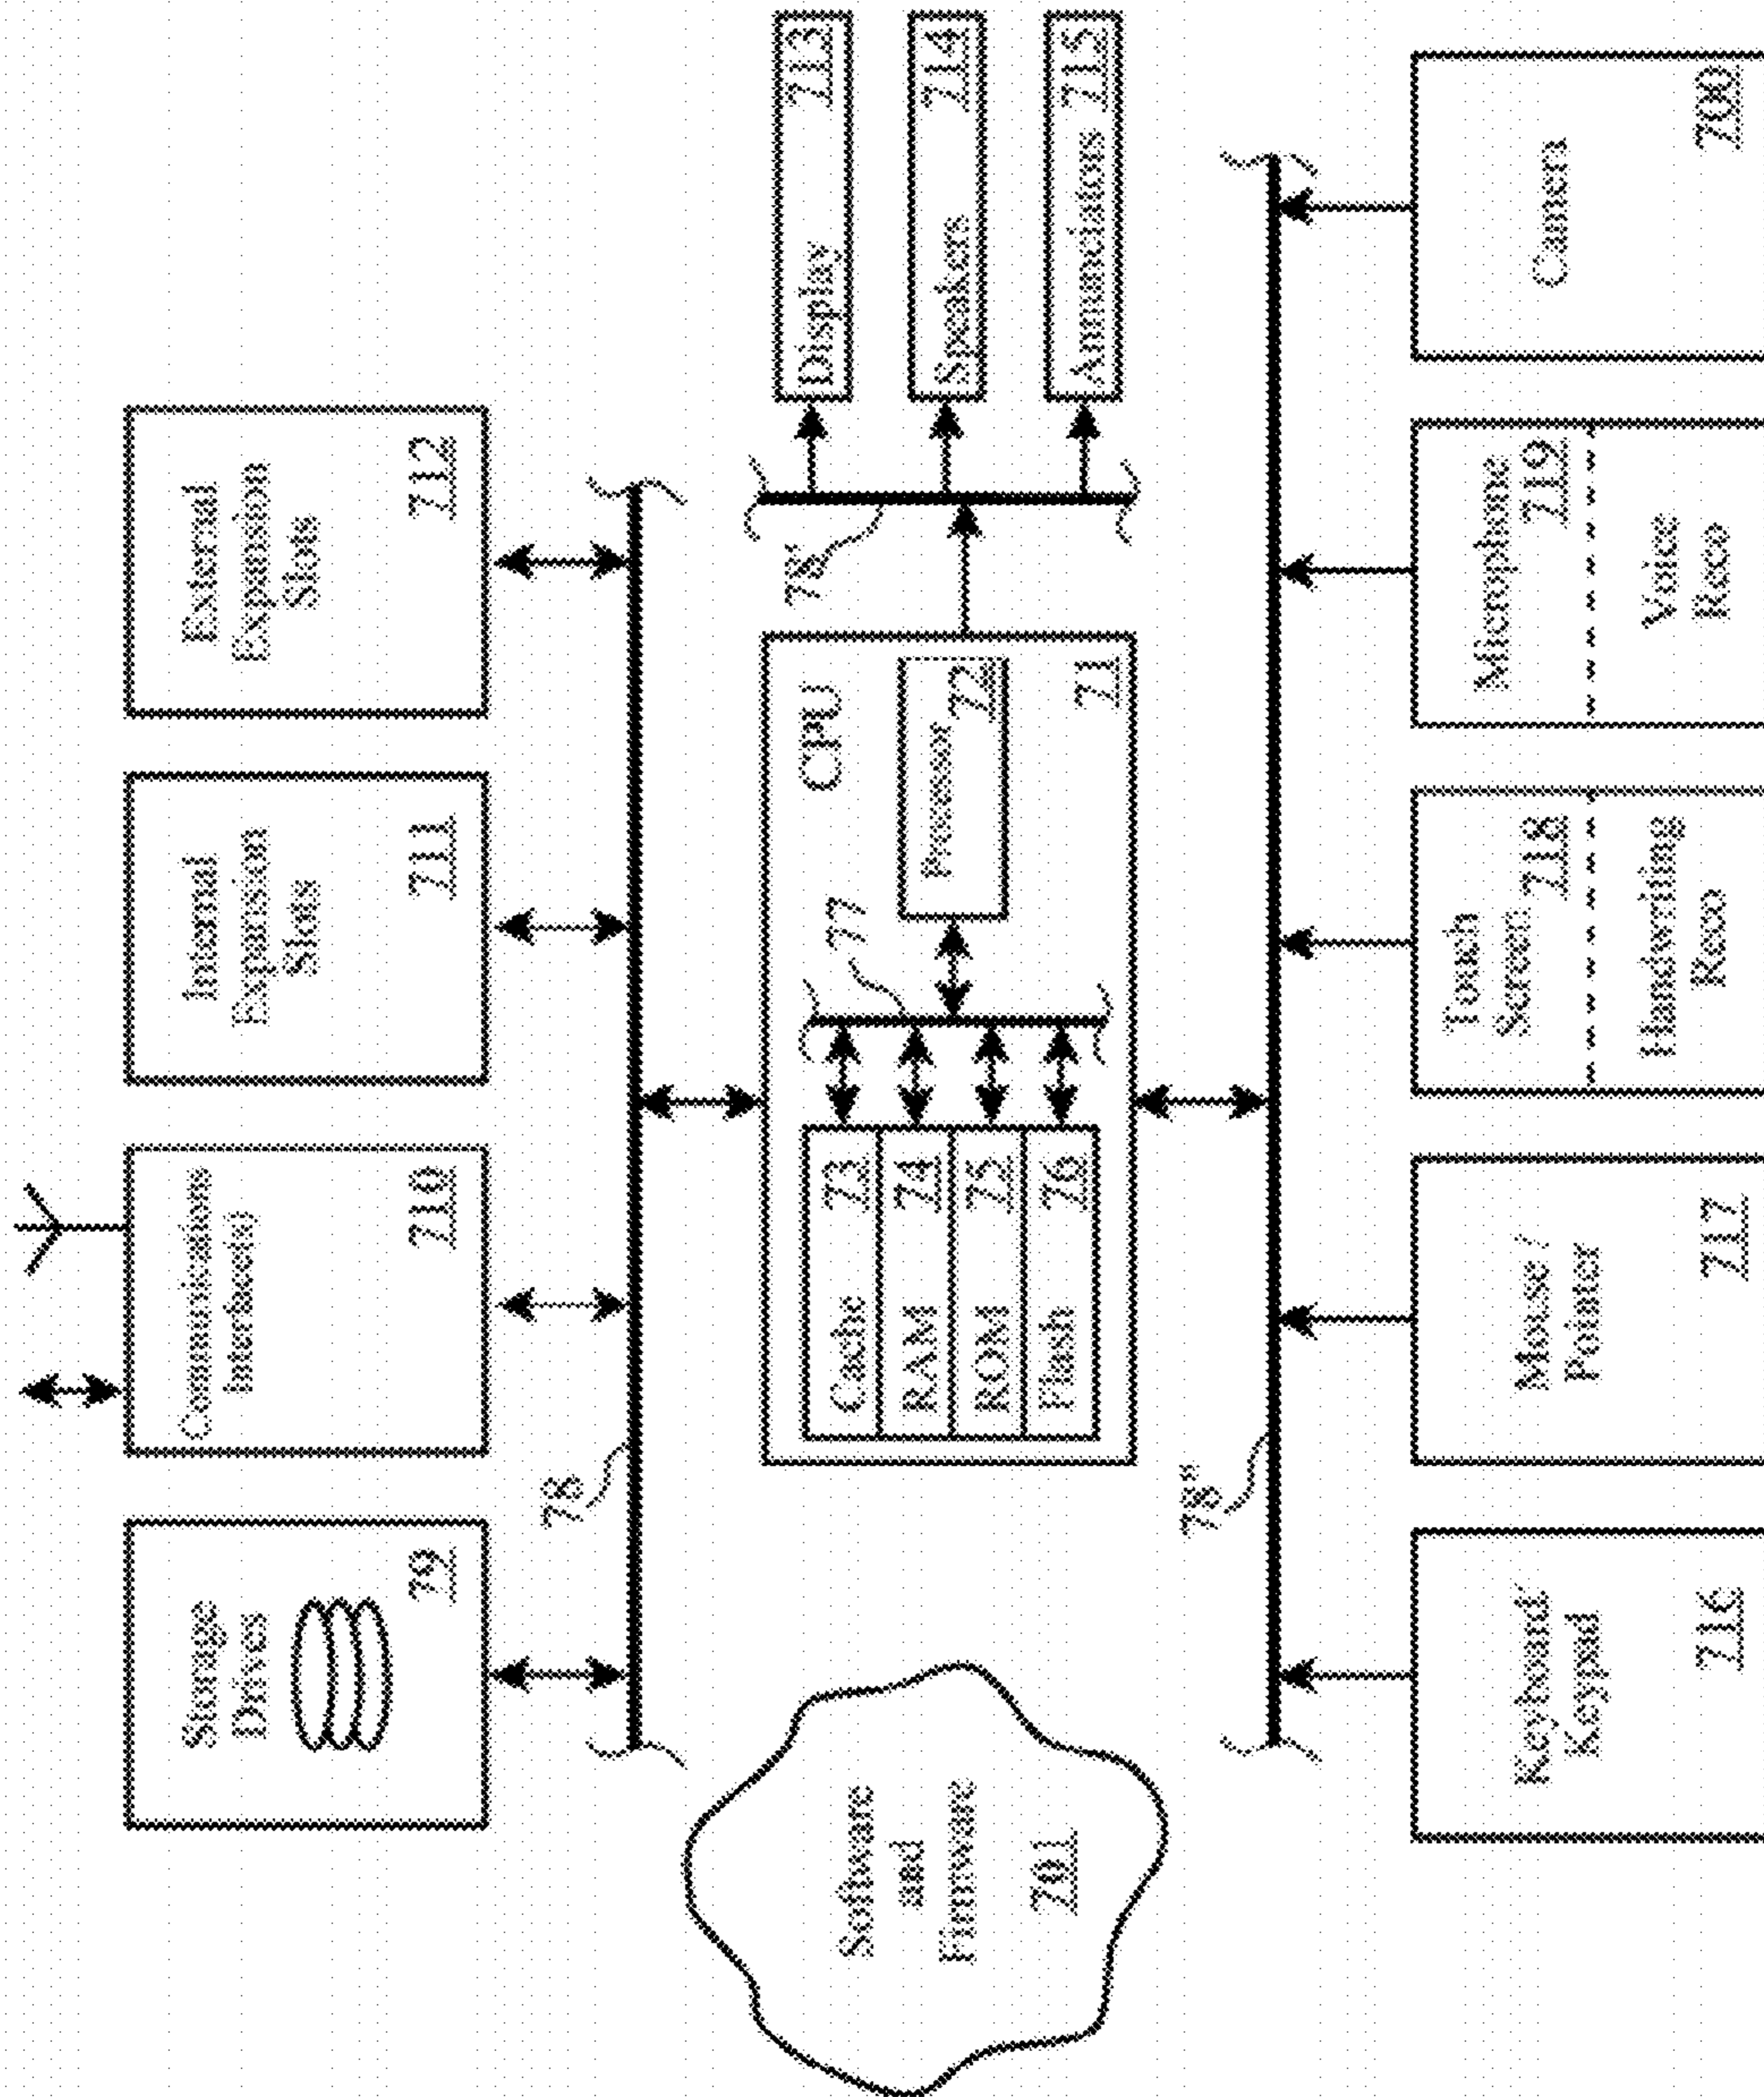 Storage
Drives
79
Communications
Interface(s)
710
Internal
Expansion
Slots
711
External
Expansion
Slots
712
78
Software
and
Firmware
701
CPU
Cache 73
RAM 74
ROM 75
Flash 76
77
Processor
72
71
78'
Display 713
Speakers 714
Annunciators 715
78"
Keyboard/
Keypad
716
Mouse /
Pointer
717
Touch
Screen 718
Handwriting
Reco
Microphone
719
Voice
Reco
Camera
700